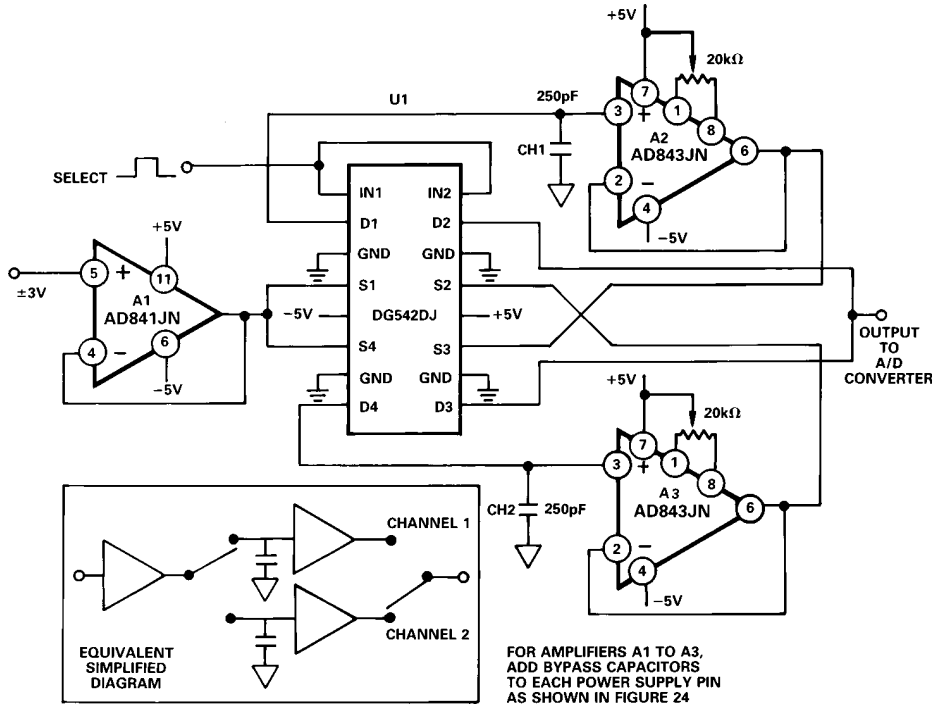 +5V
20kΩ
U1
250pF
3
7
1
+
A2
8
AD843JN
6
CH1
2
−
4
−5V
SELECT
IN1
IN2
D1
D2
GND
GND
+5V
5
+
11
±3V
A1
AD841JN
4
−
6
−5V
S1
S2
−5V
DG542DJ
+5V
S4
S3
GND
GND
D4
D3
OUTPUT
TO
A/D
CONVERTER
+5V
20kΩ
3
7
1
+
A3
8
AD843JN
6
CH2
250pF
2
−
4
−5V
CHANNEL 1
CHANNEL 2
EQUIVALENT
SIMPLIFIED
DIAGRAM
FOR AMPLIFIERS A1 TO A3,
ADD BYPASS CAPACITORS
TO EACH POWER SUPPLY PIN
AS SHOWN IN FIGURE 24